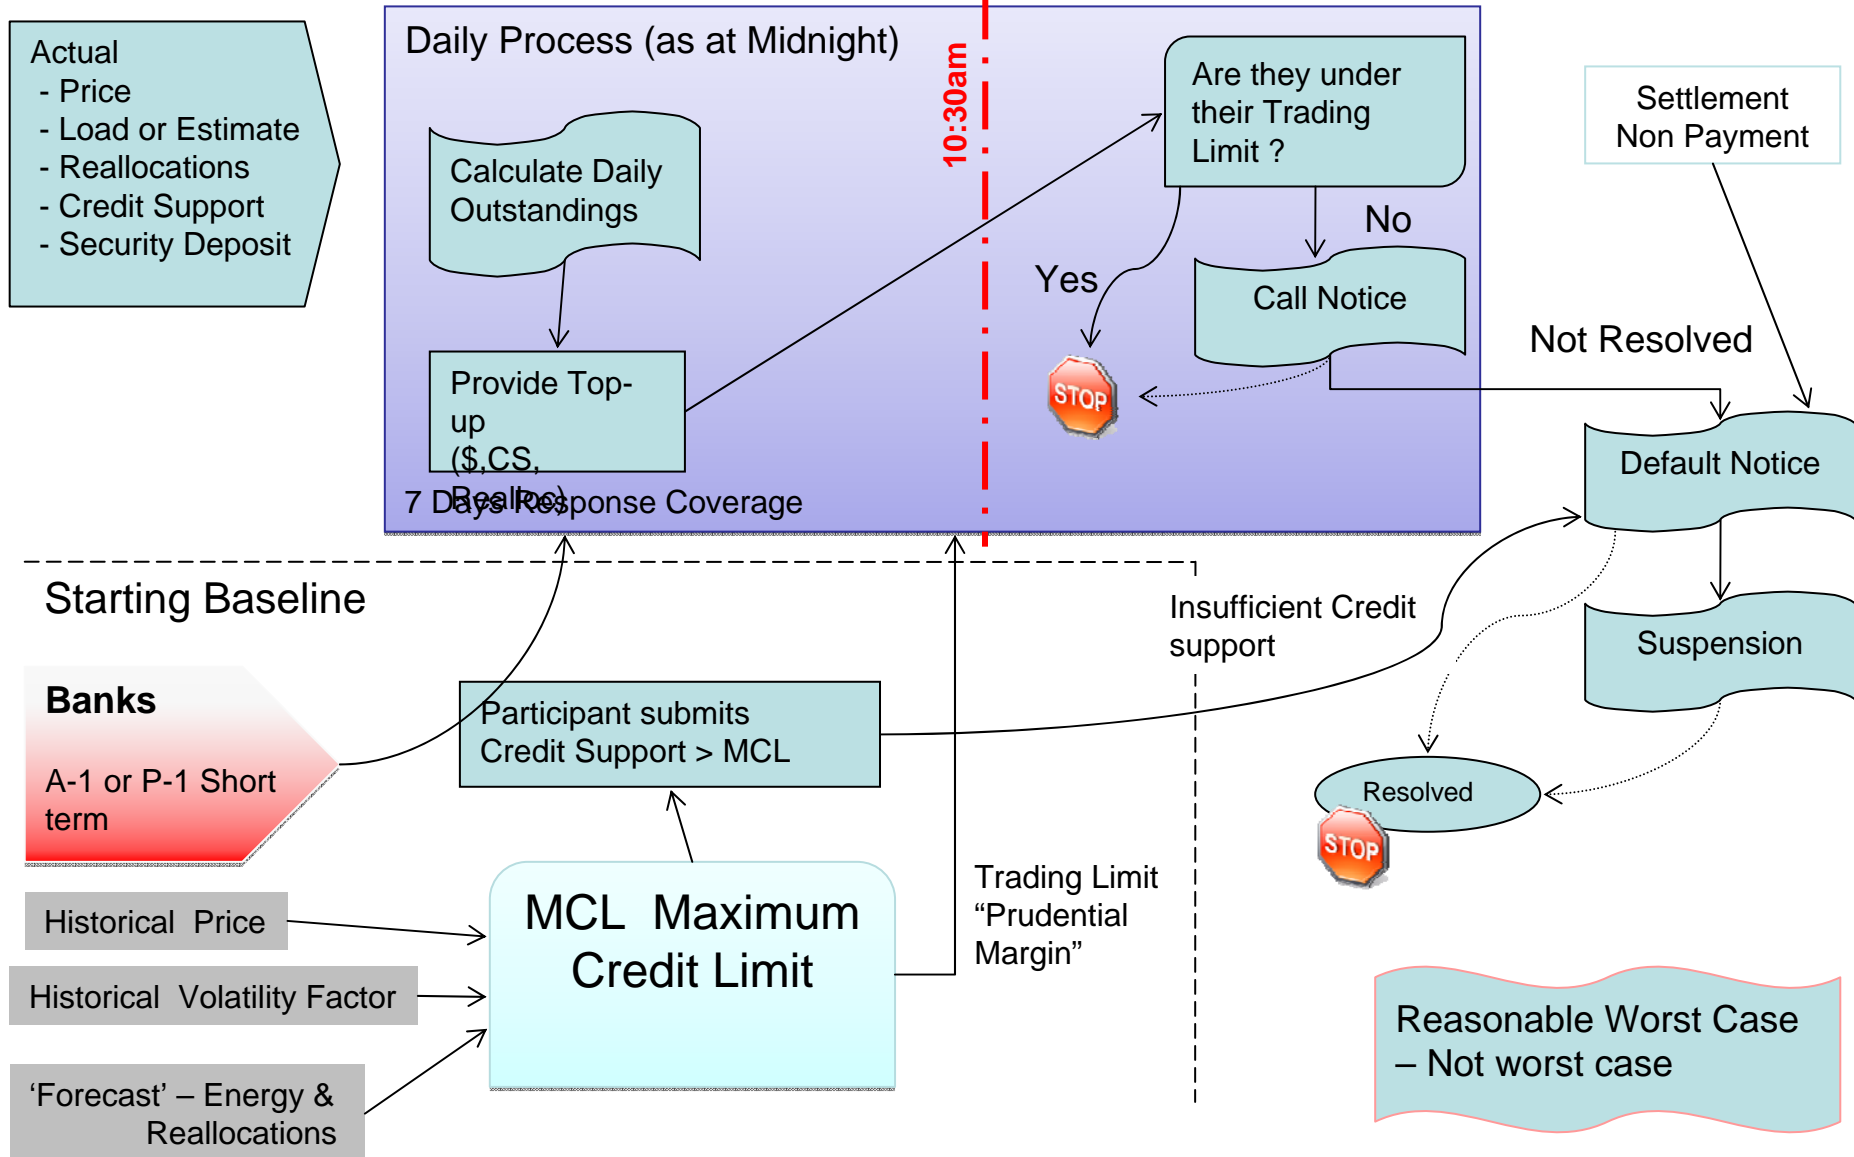 Actual
- Price
- Load or Estimate
- Reallocations
- Credit Support
- Security Deposit
Daily Process (as at Midnight)
Calculate Daily
Outstandings
Provide Top-
up
($,CS,
Realloc)
7 Days Response Coverage
10:30am
Are they under
their Trading
Limit ?
Yes
No
Call Notice
STOP
Settlement
Non Payment
Not Resolved
Default Notice
Suspension
Resolved
STOP
Starting Baseline
Insufficient Credit
support
Banks
A-1 or P-1 Short
term
Participant submits
Credit Support > MCL
Historical Price
Historical Volatility Factor
‘Forecast’ – Energy &
Reallocations
MCL Maximum
Credit Limit
Trading Limit
“Prudential
Margin”
Reasonable Worst Case
– Not worst case